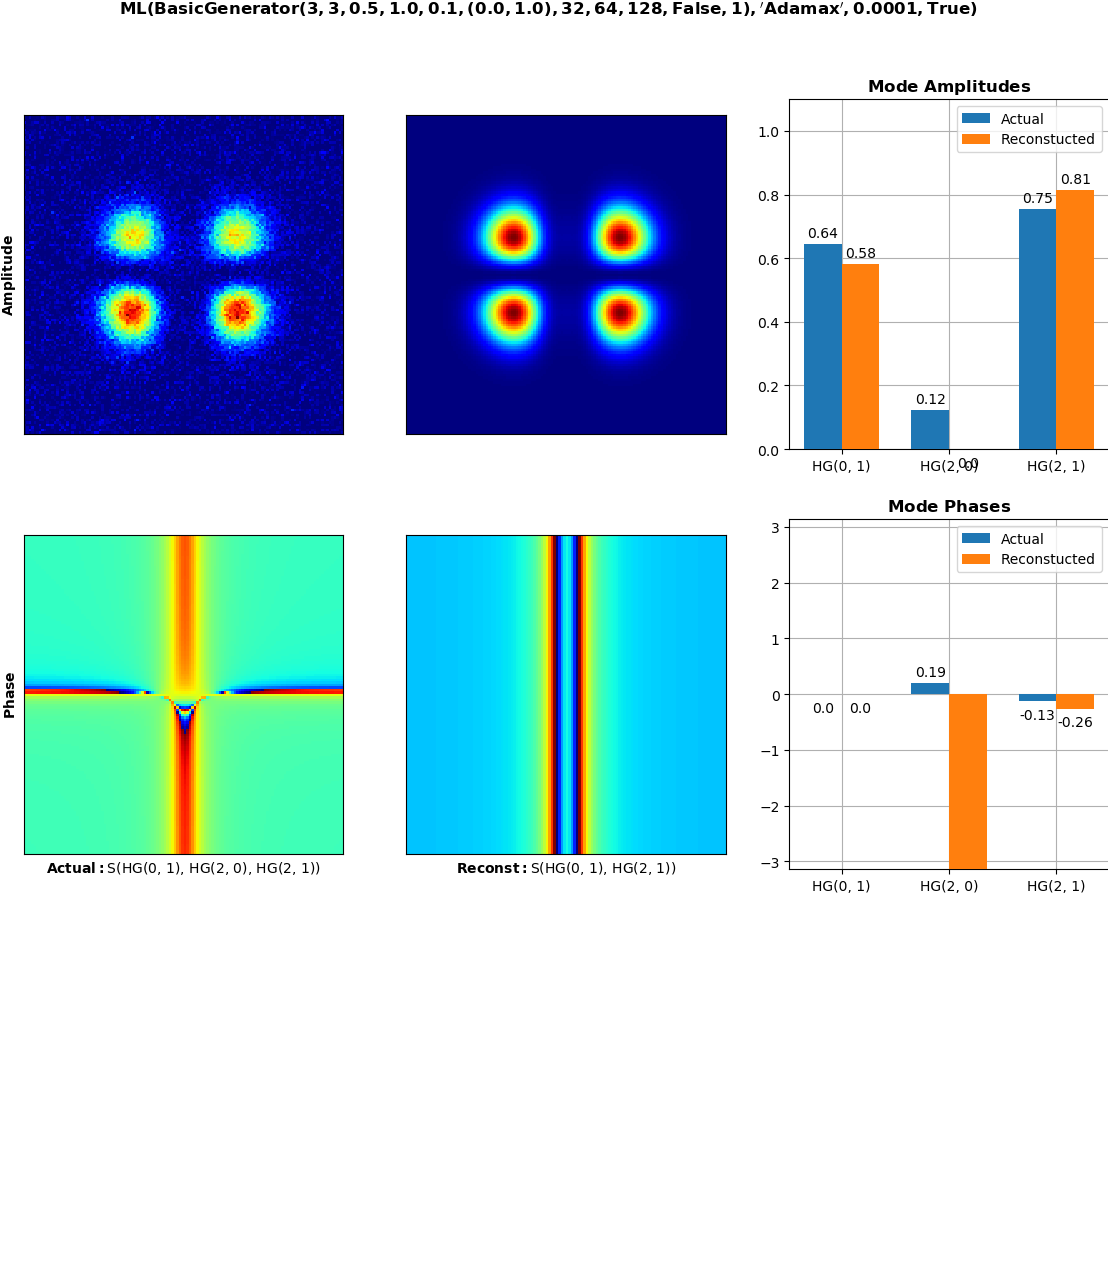 ML(BasicGenerator(3, 3, 0.5, 1.0, 0.1, (0.0, 1.0), 32, 64, 128, False, 1), 'Adamax', 0.0001, True)
Amplitude
Mode Amplitudes
Actual
Reconstucted
1.0
0.8
0.6
0.4
0.2
0.0
0.64
0.58
0.12
0.0
0.75
0.81
HG(0, 1)
HG(2, 0)
HG(2, 1)
Phase
Actual: S(HG(0, 1), HG(2, 0), HG(2, 1))
Reconst: S(HG(0, 1), HG(2, 1))
Mode Phases
Actual
Reconstucted
3
2
1
0
−1
−2
−3
0.0
0.0
0.19
-0.13
-0.26
HG(0, 1)
HG(2, 0)
HG(2, 1)